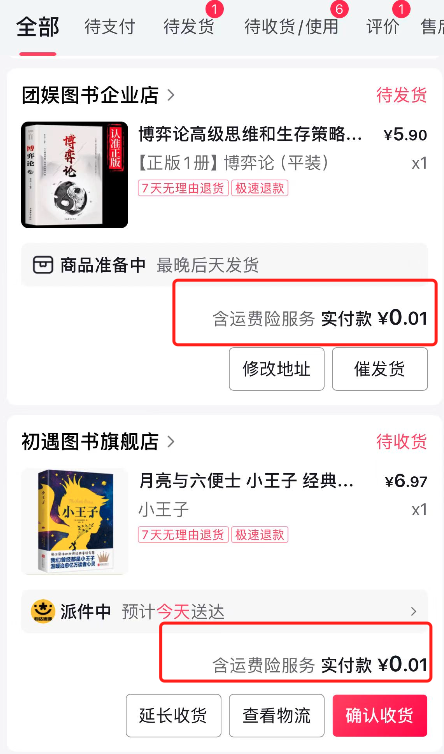 全部 待支付 待发货 1 待收货/使用 6 评价 1 售后
团娱图书企业店 > 待发货
博弈论高级思维和生存策略... ¥5.90
【正版1册】博弈论（平装） x1
7天无理由退货 极速退款
认准正版
博弈论
商品准备中 最晚后天发货
含运费险服务 实付款 ¥0.01
修改地址 催发货
初遇图书旗舰店 > 待收货
月亮与六便士 小王子 经典... ¥6.97
小王子 x1
7天无理由退货 极速退款
小王子
派件中 预计今天送达 >
含运费险服务 实付款 ¥0.01
延长收货 查看物流 确认收货